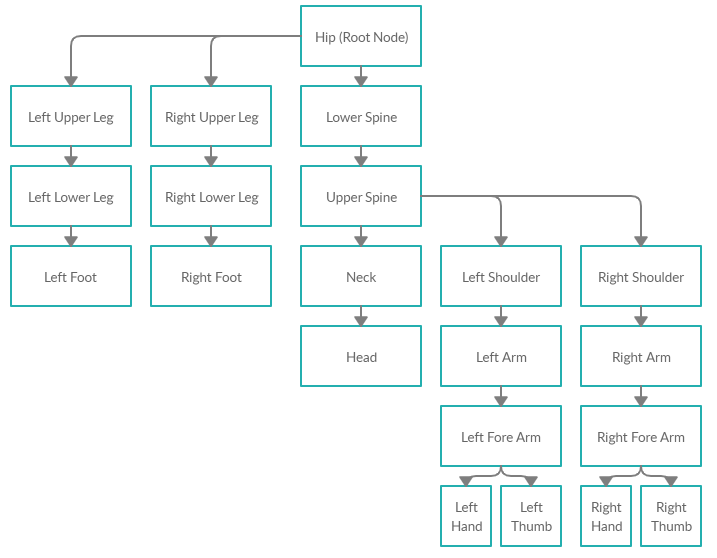 Hip (Root Node)
Left Upper Leg
Right Upper Leg
Lower Spine
Left Lower Leg
Right Lower Leg
Upper Spine
Left Foot
Right Foot
Neck
Left Shoulder
Right Shoulder
Head
Left Arm
Right Arm
Left Fore Arm
Right Fore Arm
Left
Hand
Left
Thumb
Right
Hand
Right
Thumb